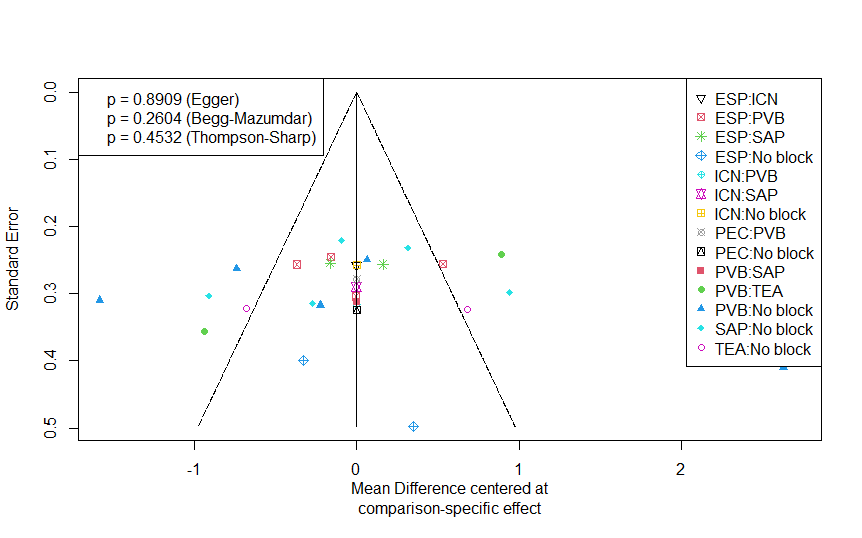 p = 0.8909 (Egger)
p = 0.2604 (Begg-Mazumdar)
p = 0.4532 (Thompson-Sharp)
ESP:ICN
ESP:PVB
ESP:SAP
ESP:No block
ICN:PVB
ICN:SAP
ICN:No block
PEC:PVB
PEC:No block
PVB:SAP
PVB:TEA
PVB:No block
SAP:No block
TEA:No block
Standard Error
0.0
0.1
0.2
0.3
0.4
0.5
-1 0 1 2
Mean Difference centered at
comparison-specific effect